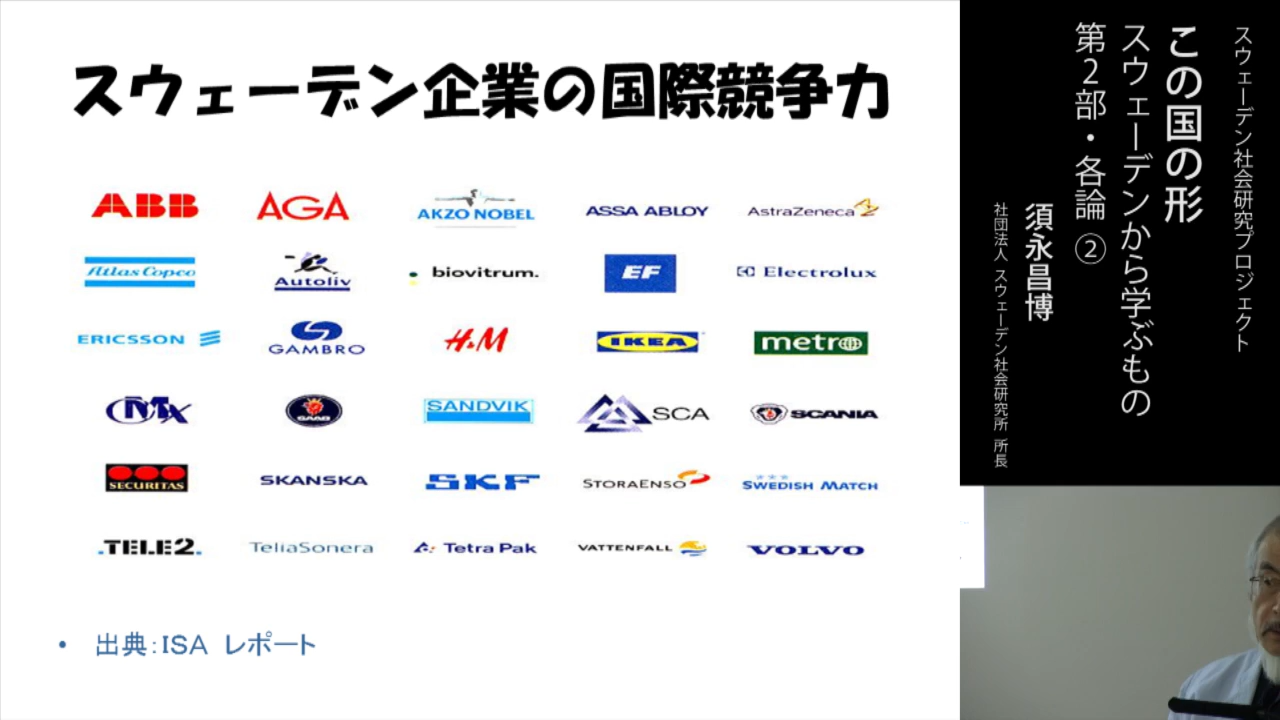 スウェーデン企業の国際競争力
ABB
AGA
AKZO NOBEL
ASSA ABLOY
AstraZeneca
Atlas Copco
Autoliv
biovitrum.
EF
Electrolux
ERICSSON
GAMBRO
H&M
IKEA
metro
OMX
SAAB
SANDVIK
SCA
SCANIA
SECURITAS
SKANSKA
SKF
STORAENSO
SWEDISH MATCH
.TELE2.
TeliaSonera
Tetra Pak
VATTENFALL
VOLVO
• 出典：ISA レポート
スウェーデン社会研究プロジェクト
この国の形
スウェーデンから学ぶもの
第2部・各論 ②
須永昌博
社団法人 スウェーデン社会研究所 所長